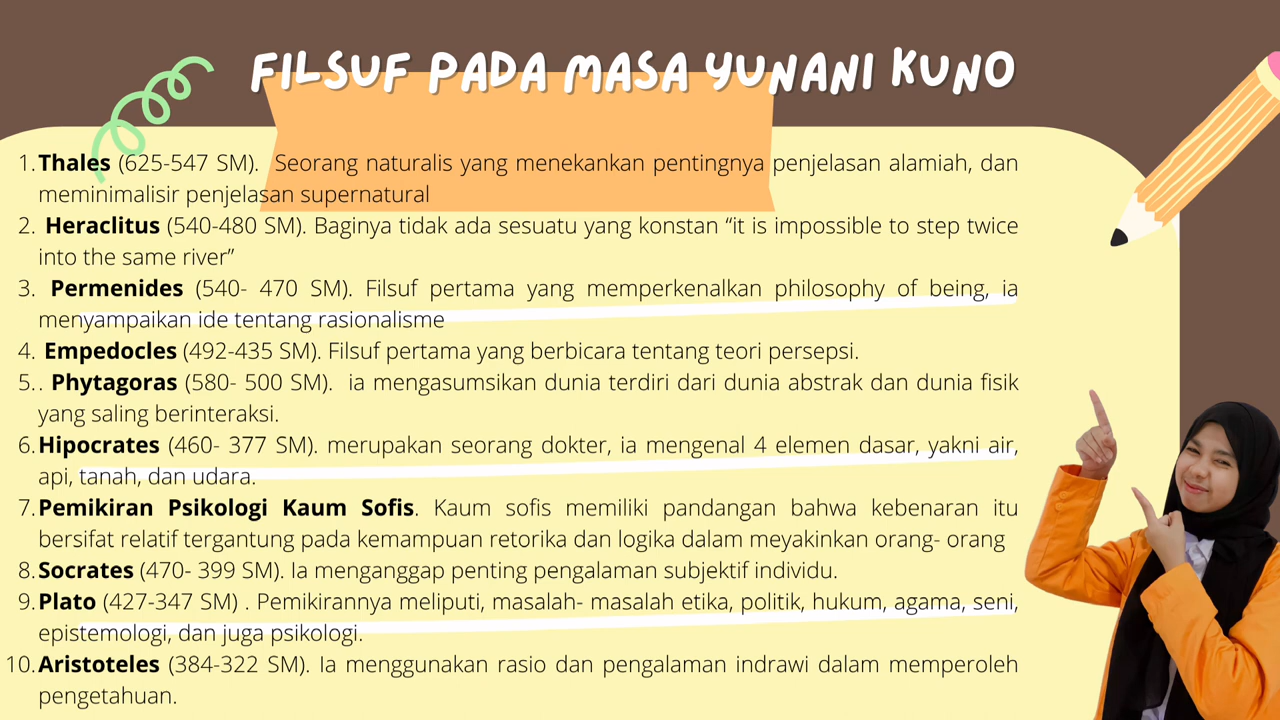 FILSUF PADA MASA YUNANI KUNO
1. Thales (625-547 SM). Seorang naturalis yang menekankan pentingnya penjelasan alamiah, dan
meminimalisir penjelasan supernatural
2. Heraclitus (540-480 SM). Baginya tidak ada sesuatu yang konstan “it is impossible to step twice
into the same river”
3. Permenides (540- 470 SM). Filsuf pertama yang memperkenalkan philosophy of being, ia
menyampaikan ide tentang rasionalisme
4. Empedocles (492-435 SM). Filsuf pertama yang berbicara tentang teori persepsi.
5. . Phytagoras (580- 500 SM). ia mengasumsikan dunia terdiri dari dunia abstrak dan dunia fisik
yang saling berinteraksi.
6. Hipocrates (460- 377 SM). merupakan seorang dokter, ia mengenal 4 elemen dasar, yakni air,
api, tanah, dan udara.
7. Pemikiran Psikologi Kaum Sofis. Kaum sofis memiliki pandangan bahwa kebenaran itu
bersifat relatif tergantung pada kemampuan retorika dan logika dalam meyakinkan orang- orang
8. Socrates (470- 399 SM). Ia menganggap penting pengalaman subjektif individu.
9. Plato (427-347 SM) . Pemikirannya meliputi, masalah- masalah etika, politik, hukum, agama, seni,
epistemologi, dan juga psikologi.
10. Aristoteles (384-322 SM). Ia menggunakan rasio dan pengalaman indrawi dalam memperoleh
pengetahuan.